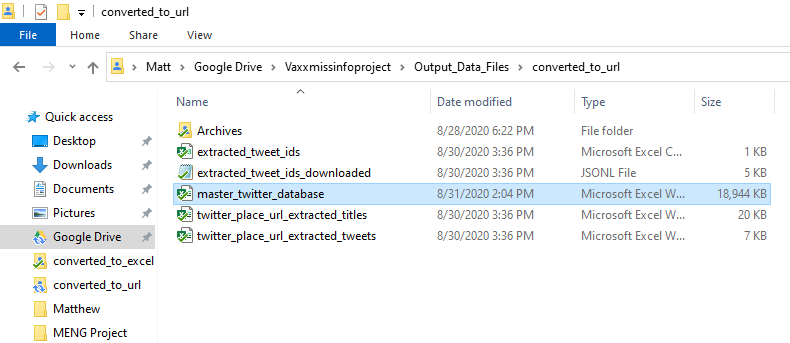 converted_to_url
File Home Share View
Matt Google Drive Vaxxmissinfoproject Output_Data_Files converted_to_url
Name Date modified Type Size
Quick access
Desktop
Downloads
Documents
Pictures
Google Drive
converted_to_excel
converted_to_url
Matthew
MENG Project
Archives 8/28/2020 6:22 PM File folder
extracted_tweet_ids 8/30/2020 3:36 PM Microsoft Excel C... 1 KB
extracted_tweet_ids_downloaded 8/30/2020 3:36 PM JSONL File 5 KB
master_twitter_database 8/31/2020 2:04 PM Microsoft Excel W... 18,944 KB
twitter_place_url_extracted_titles 8/30/2020 3:36 PM Microsoft Excel W... 20 KB
twitter_place_url_extracted_tweets 8/30/2020 3:36 PM Microsoft Excel W... 7 KB